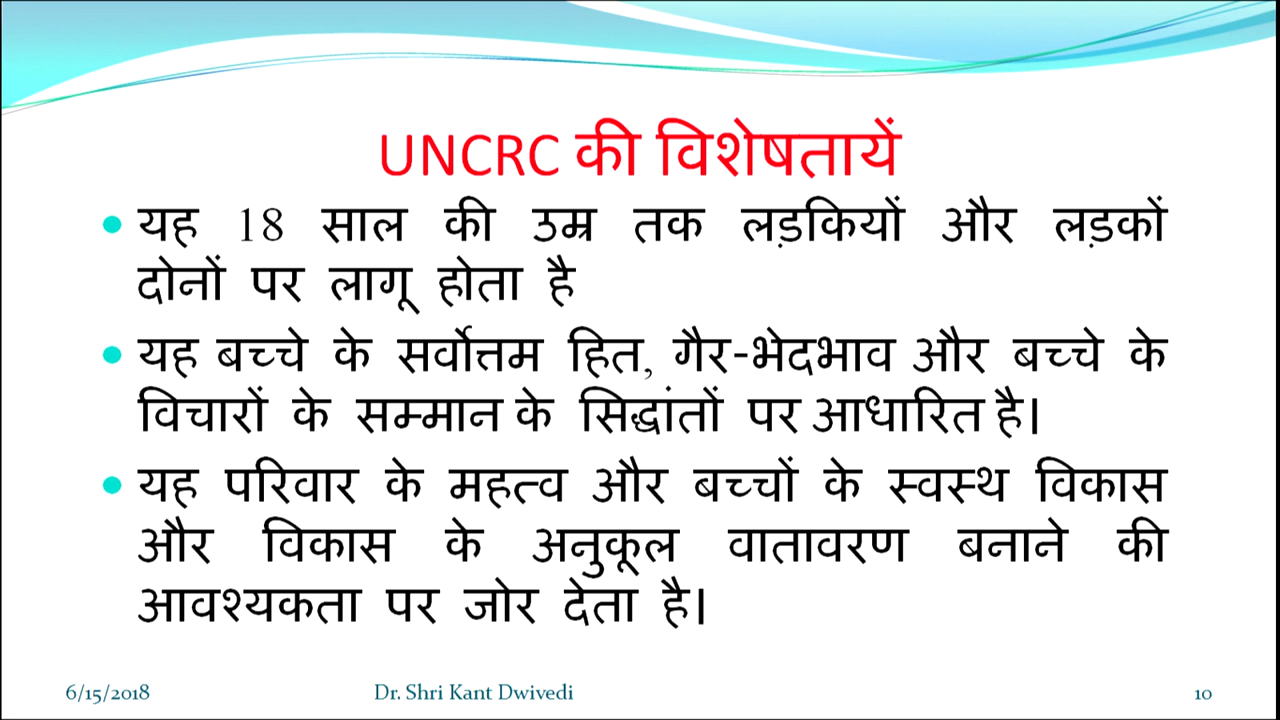 UNCRC की विशेषतायें
यह 18 साल की उम्र तक लड़कियों और लड़कों
दोनों पर लागू होता है
यह बच्चे के सर्वोत्तम हित, गैर-भेदभाव और बच्चे के
विचारों के सम्मान के सिद्धांतों पर आधारित है।
यह परिवार के महत्व और बच्चों के स्वस्थ विकास
और विकास के अनुकूल वातावरण बनाने की
आवश्यकता पर जोर देता है।
6/15/2018 Dr. Shri Kant Dwivedi 10